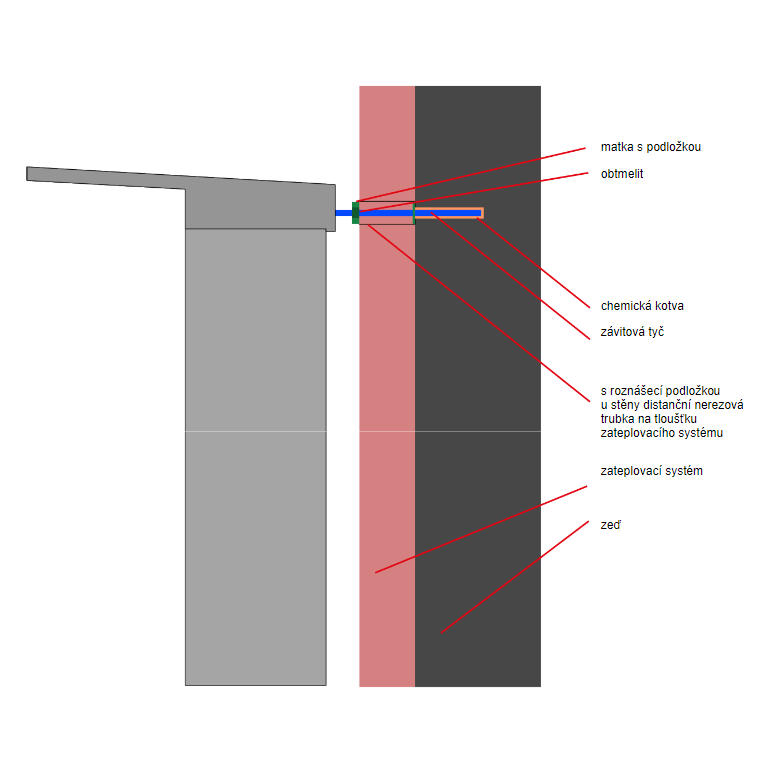 matka s podložkou
obtmelit
chemická kotva
závitová tyč
s roznášecí podložkou
u stěny distanční nerezová
trubka na tloušťku
zateplovacího systému
zateplovací systém
zeď